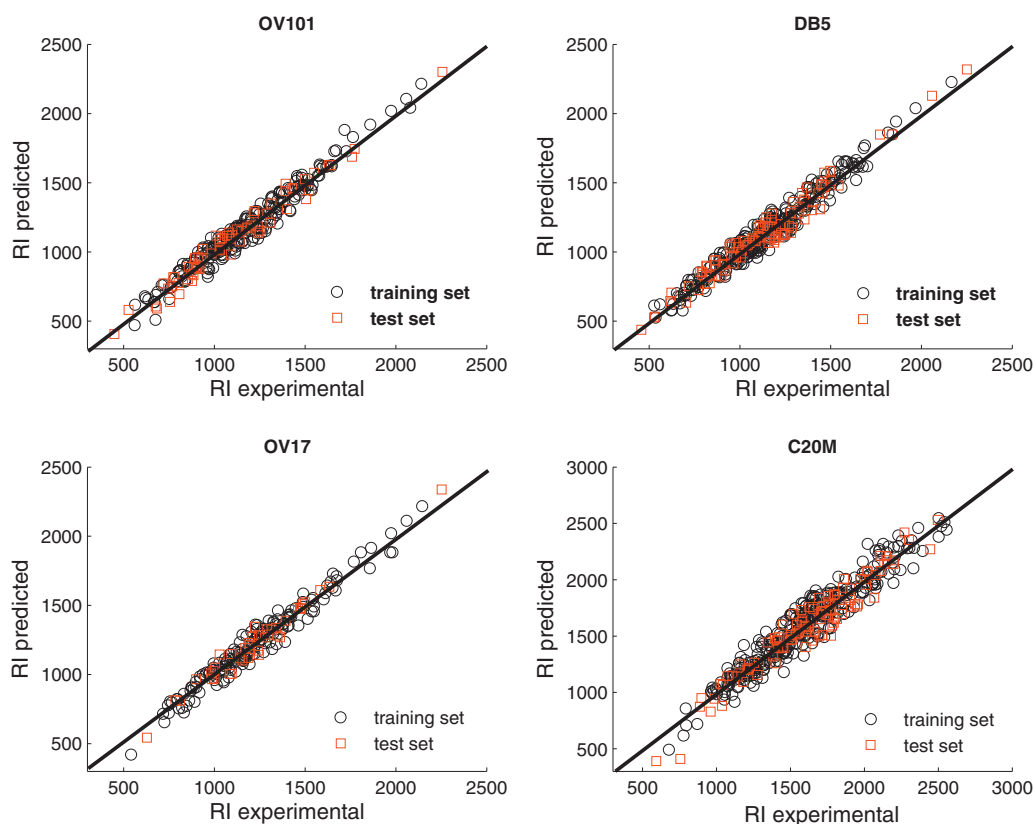 OV101
2500
2000
1500
1000
500
RI predicted
500 1000 1500 2000 2500
RI experimental
training set
test set
DB5
2500
2000
1500
1000
500
RI predicted
500 1000 1500 2000 2500 3000
RI experimental
training set
test set
OV17
2500
2000
1500
1000
500
RI predicted
500 1000 1500 2000 2500
RI experimental
training set
test set
C20M
3000
2500
2000
1500
1000
500
RI predicted
500 1000 1500 2000 2500 3000
RI experimental
training set
test set